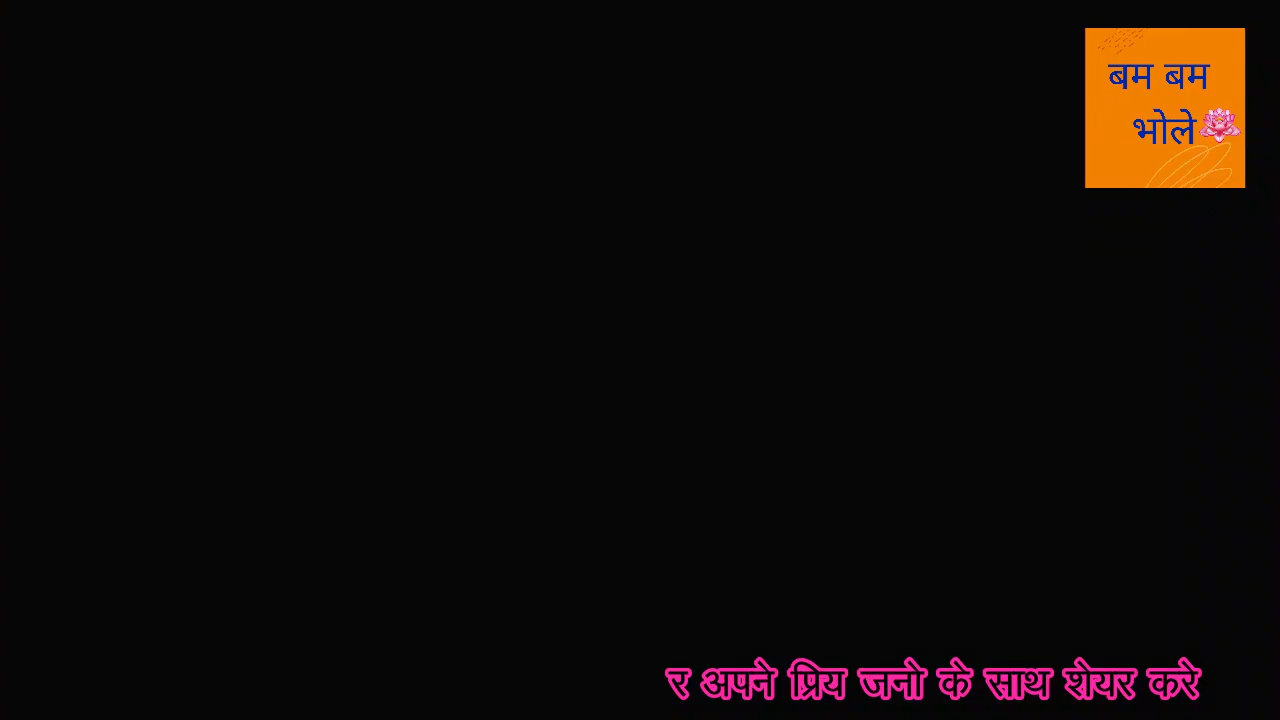 बम बम
भोले
र अपने प्रिय जनो के साथ शेयर करे